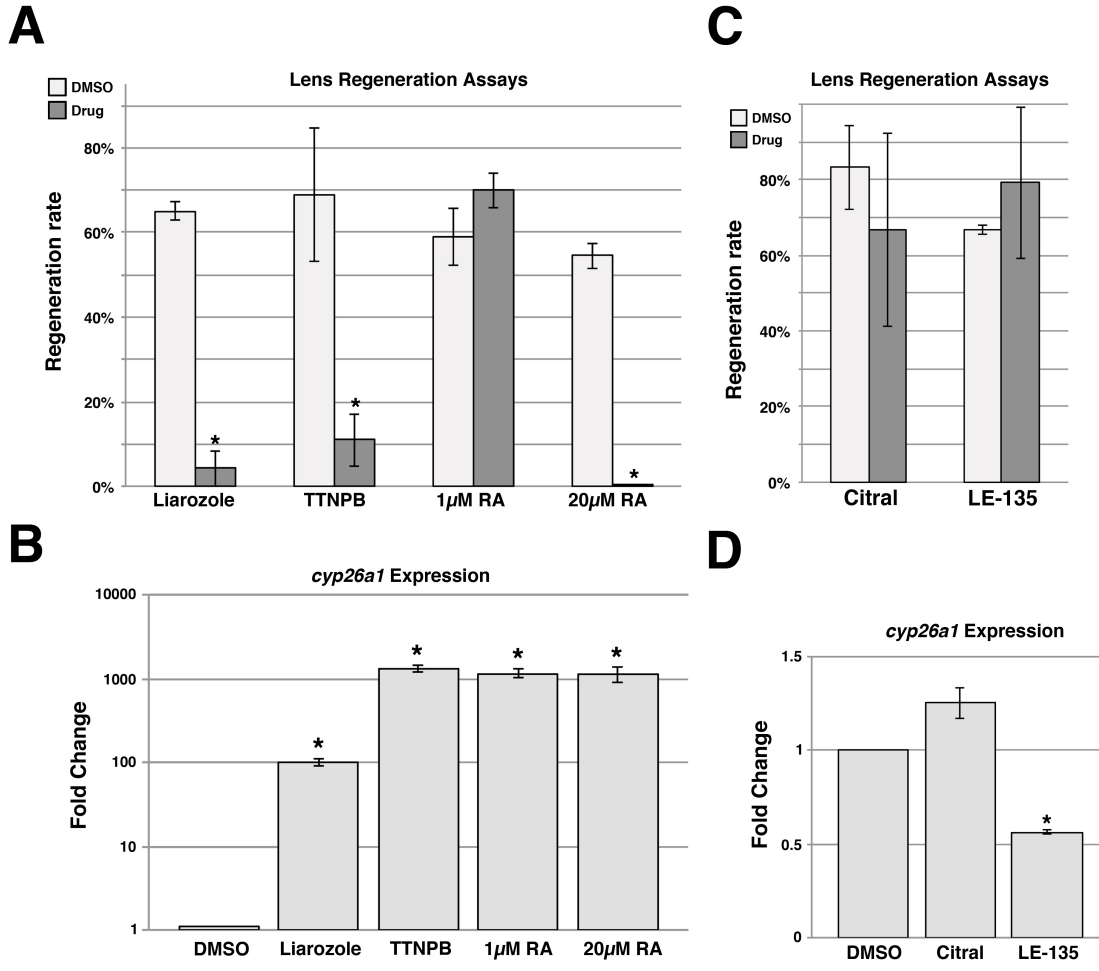 A
Lens Regeneration Assays
DMSO
Drug
Regeneration rate
80%
60%
40%
20%
0%
*
*
*
Liarozole TTNPB 1µM RA 20µM RA
B
cyp26a1 Expression
Fold Change
10000
1000
100
10
1
*
*
*
*
DMSO Liarozole TTNPB 1µM RA 20µM RA
C
Lens Regeneration Assays
DMSO
Drug
Regeneration rate
80%
60%
40%
20%
0%
Citral LE-135
D
cyp26a1 Expression
Fold Change
1.5
1
0.5
0
*
DMSO Citral LE-135